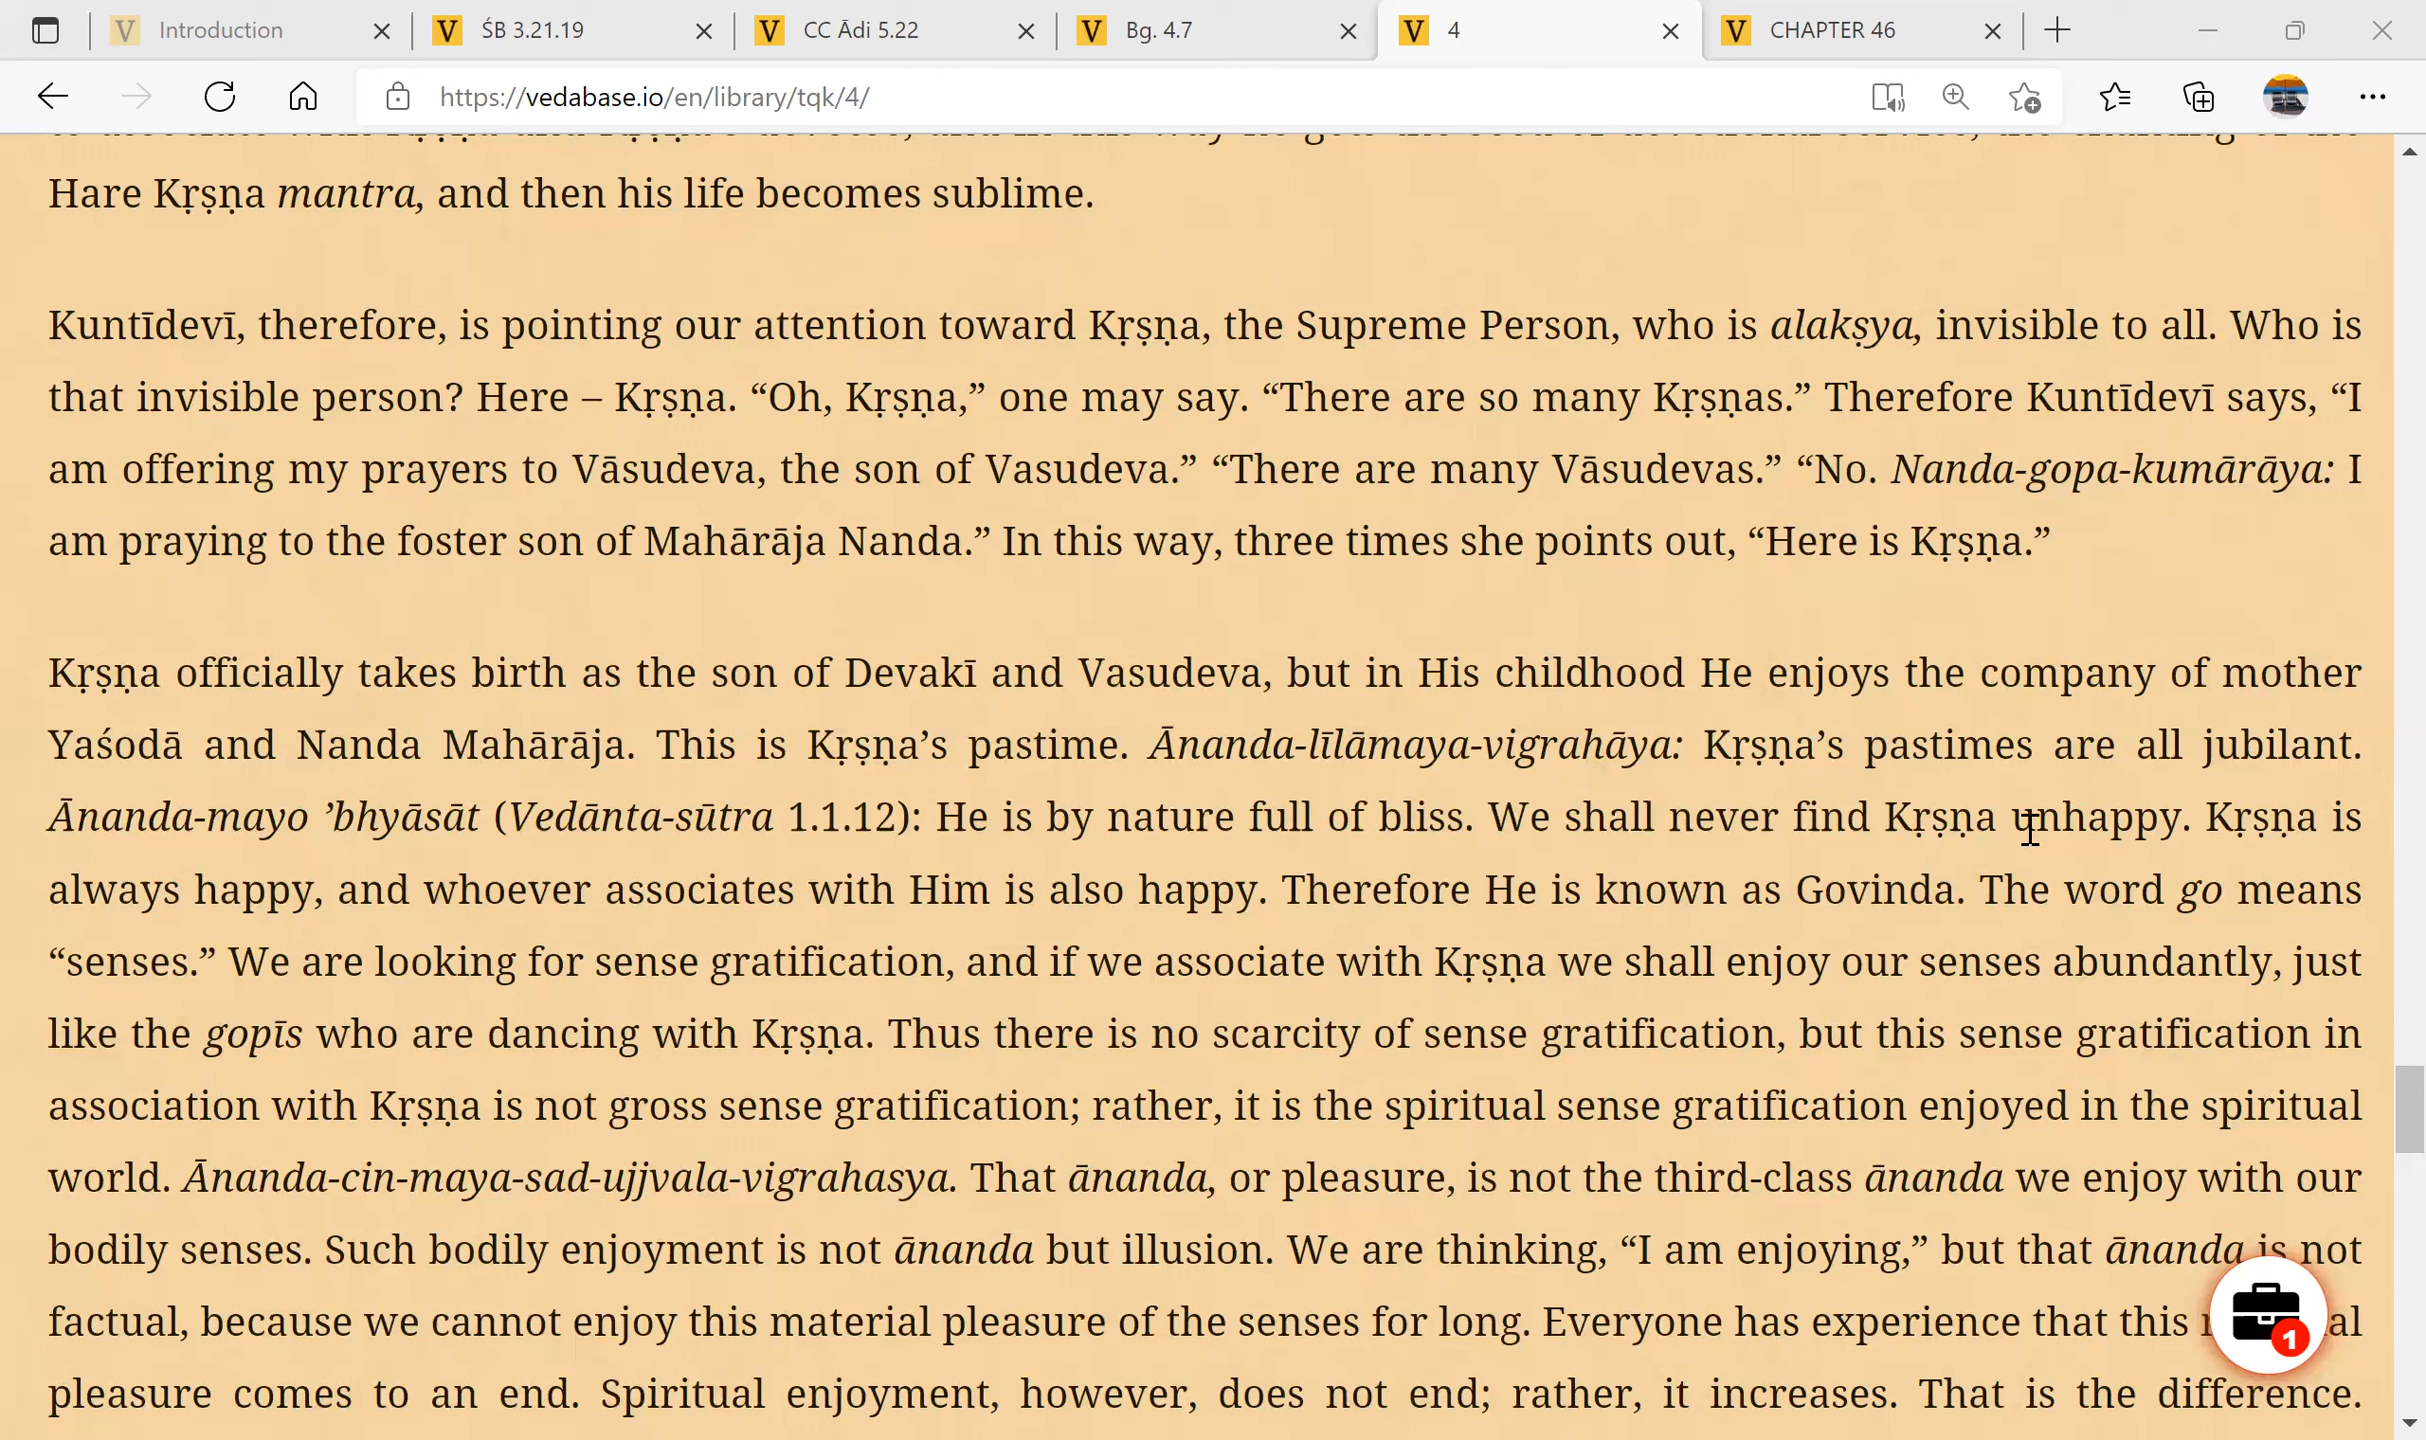 Introduction
ŚB 3.21.19
CC Ādi 5.22
Bg. 4.7
4
CHAPTER 46
https://vedabase.io/en/library/tqk/4/
Hare Kṛṣṇa mantra, and then his life becomes sublime.
Kuntīdevī, therefore, is pointing our attention toward Kṛṣṇa, the Supreme Person, who is alakṣya, invisible to all. Who is
that invisible person? Here – Kṛṣṇa. “Oh, Kṛṣṇa,” one may say. “There are so many Kṛṣṇas.” Therefore Kuntīdevī says, “I
am offering my prayers to Vāsudeva, the son of Vasudeva.” “There are many Vāsudevas.” “No. Nanda-gopa-kumārāya: I
am praying to the foster son of Mahārāja Nanda.” In this way, three times she points out, “Here is Kṛṣṇa.”
Kṛṣṇa officially takes birth as the son of Devakī and Vasudeva, but in His childhood He enjoys the company of mother
Yaśodā and Nanda Mahārāja. This is Kṛṣṇa’s pastime. Ānanda-līlāmaya-vigrahāya: Kṛṣṇa’s pastimes are all jubilant.
Ānanda-mayo ’bhyāsāt (Vedānta-sūtra 1.1.12): He is by nature full of bliss. We shall never find Kṛṣṇa unhappy. Kṛṣṇa is
always happy, and whoever associates with Him is also happy. Therefore He is known as Govinda. The word go means
“senses.” We are looking for sense gratification, and if we associate with Kṛṣṇa we shall enjoy our senses abundantly, just
like the gopīs who are dancing with Kṛṣṇa. Thus there is no scarcity of sense gratification, but this sense gratification in
association with Kṛṣṇa is not gross sense gratification; rather, it is the spiritual sense gratification enjoyed in the spiritual
world. Ānanda-cin-maya-sad-ujjvala-vigrahasya. That ānanda, or pleasure, is not the third-class ānanda we enjoy with our
bodily senses. Such bodily enjoyment is not ānanda but illusion. We are thinking, “I am enjoying,” but that ānanda is not
factual, because we cannot enjoy this material pleasure of the senses for long. Everyone has experience that this
pleasure comes to an end. Spiritual enjoyment, however, does not end; rather, it increases. That is the difference.
1